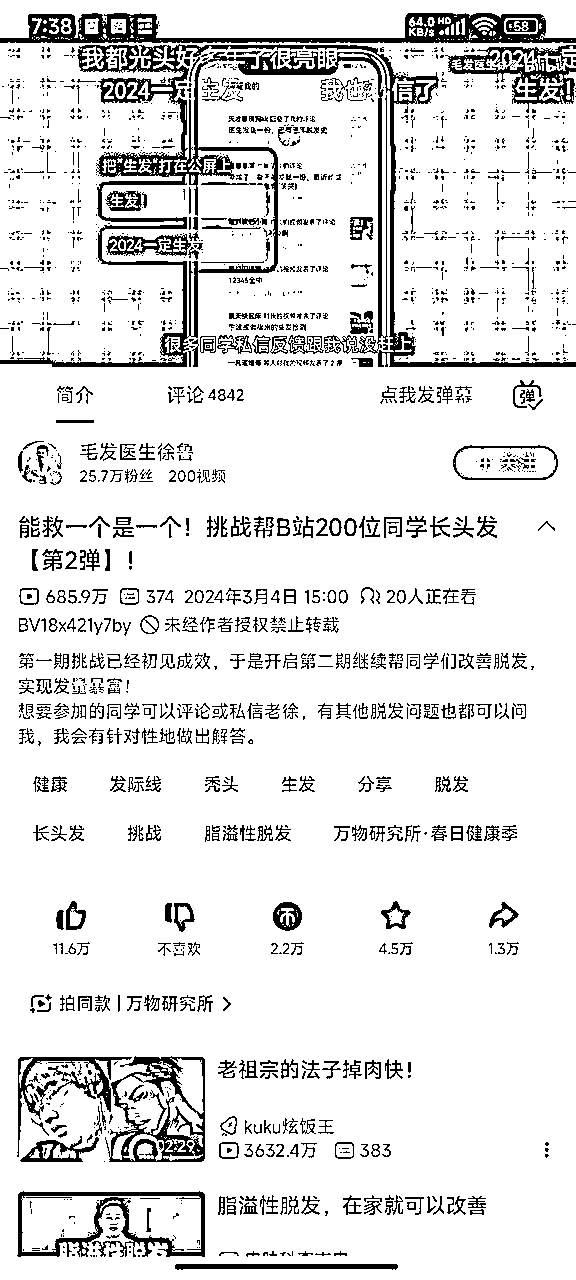 7:38
64.0 KB/s HD 58
我都光头好多年了很亮眼
2024一定生发
生发!
把“生发”打在公屏上
生发!
2024一定生发
12345全中
很多同学私信反馈跟我说没赶上
简介
评论 4842
点我发弹幕
弹
毛发医生徐鲁
25.7万粉丝 200视频
+ 关注
能救一个是一个！挑战帮B站200位同学长头发
【第2弹】！
685.9万 374 2024年3月4日 15:00 20人正在看
BV18x421y7by 未经作者授权禁止转载
第一期挑战已经初见成效，于是开启第二期继续帮同学们改善脱发，
实现发量暴富！
想要参加的同学可以评论或私信老徐，有其他脱发问题也都可以问
我，我会有针对性地做出解答。
健康 发际线 秃头 生发 分享 脱发
长头发 挑战 脂溢性脱发 万物研究所·春日健康季
11.6万 不喜欢 2.2万 4.5万 1.3万
拍同款 | 万物研究所
老祖宗的法子掉肉快！
kuku炫饭王
3632.4万 383
02:29
脂溢性脱发，在家就可以改善
脂溢性脱发